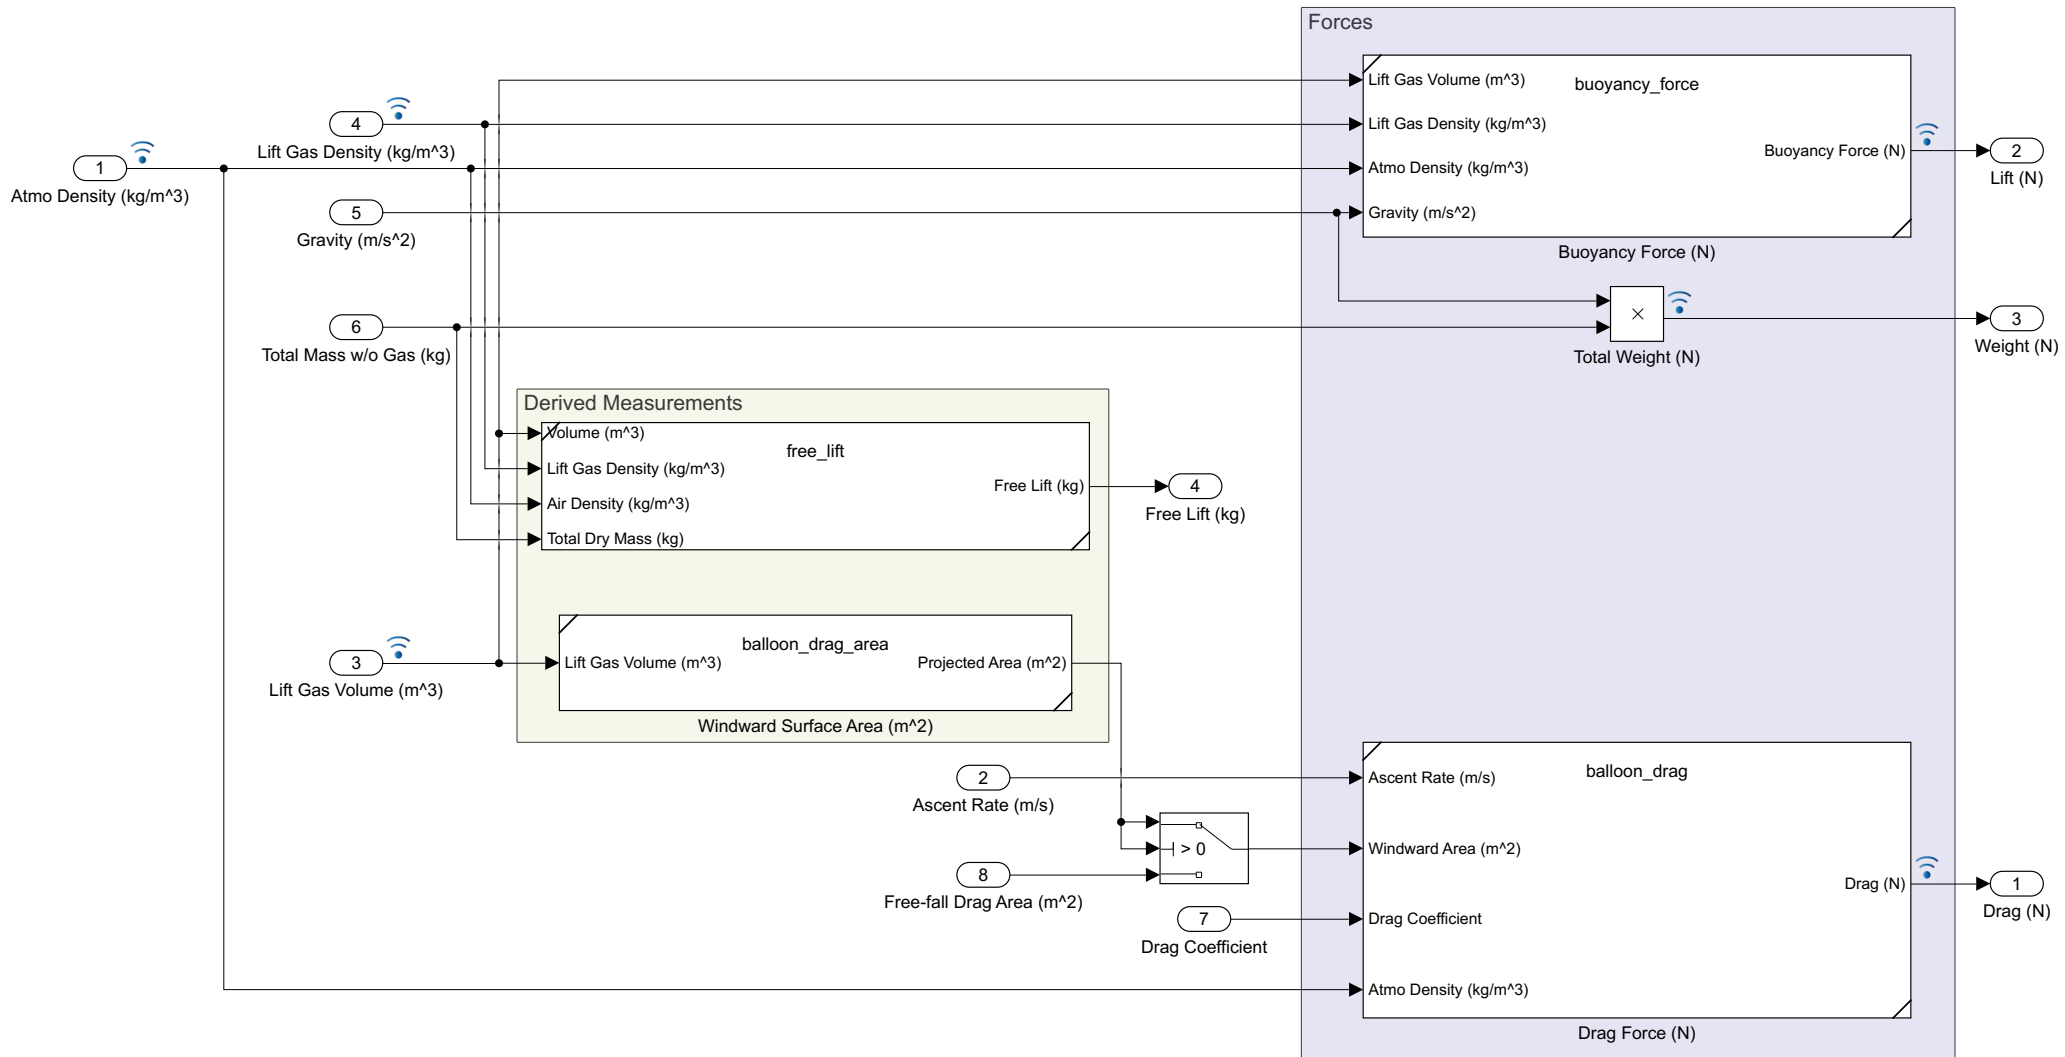 Forces
Lift Gas Volume (m^3)
buoyancy_force
4
Lift Gas Density (kg/m^3)
Lift Gas Density (kg/m^3)
Buoyancy Force (N)
2
Lift (N)
1
Atmo Density (kg/m^3)
Atmo Density (kg/m^3)
5
Gravity (m/s^2)
Gravity (m/s^2)
Buoyancy Force (N)
6
Total Mass w/o Gas (kg)
×
Total Weight (N)
3
Weight (N)
Derived Measurements
Volume (m^3)
free_lift
Lift Gas Density (kg/m^3)
Free Lift (kg)
4
Free Lift (kg)
Air Density (kg/m^3)
Total Dry Mass (kg)
balloon_drag_area
3
Lift Gas Volume (m^3)
Lift Gas Volume (m^3)
Projected Area (m^2)
Windward Surface Area (m^2)
2
Ascent Rate (m/s)
Ascent Rate (m/s)
balloon_drag
> 0
Windward Area (m^2)
8
Free-fall Drag Area (m^2)
Drag (N)
1
Drag (N)
7
Drag Coefficient
Drag Coefficient
Atmo Density (kg/m^3)
Drag Force (N)